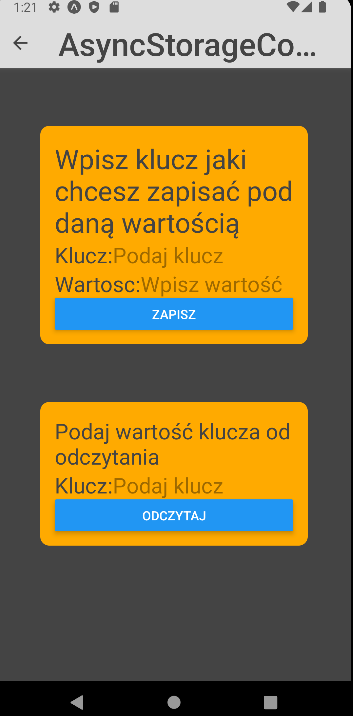 1:21
AsyncStorageCo...
Wpisz klucz jaki
chcesz zapisać pod
daną wartością
Klucz:Podaj klucz
Wartosc:Wpisz wartość
ZAPISZ
Podaj wartość klucza od
odczytania
Klucz:Podaj klucz
ODCZYTAJ